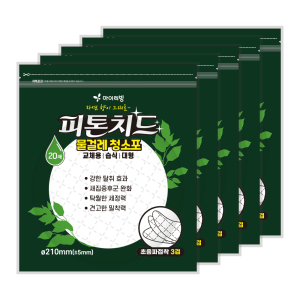 마이리빙
자연 향이 그대로~
피톤치드+
20매
물걸레 청소포
교체용 | 습식 | 대형
• 강한 탈취 효과
• 새집증후군 완화
• 탁월한 세정력
• 견고한 밀착력
ø210mm(±5mm)
초음파접착 3겹